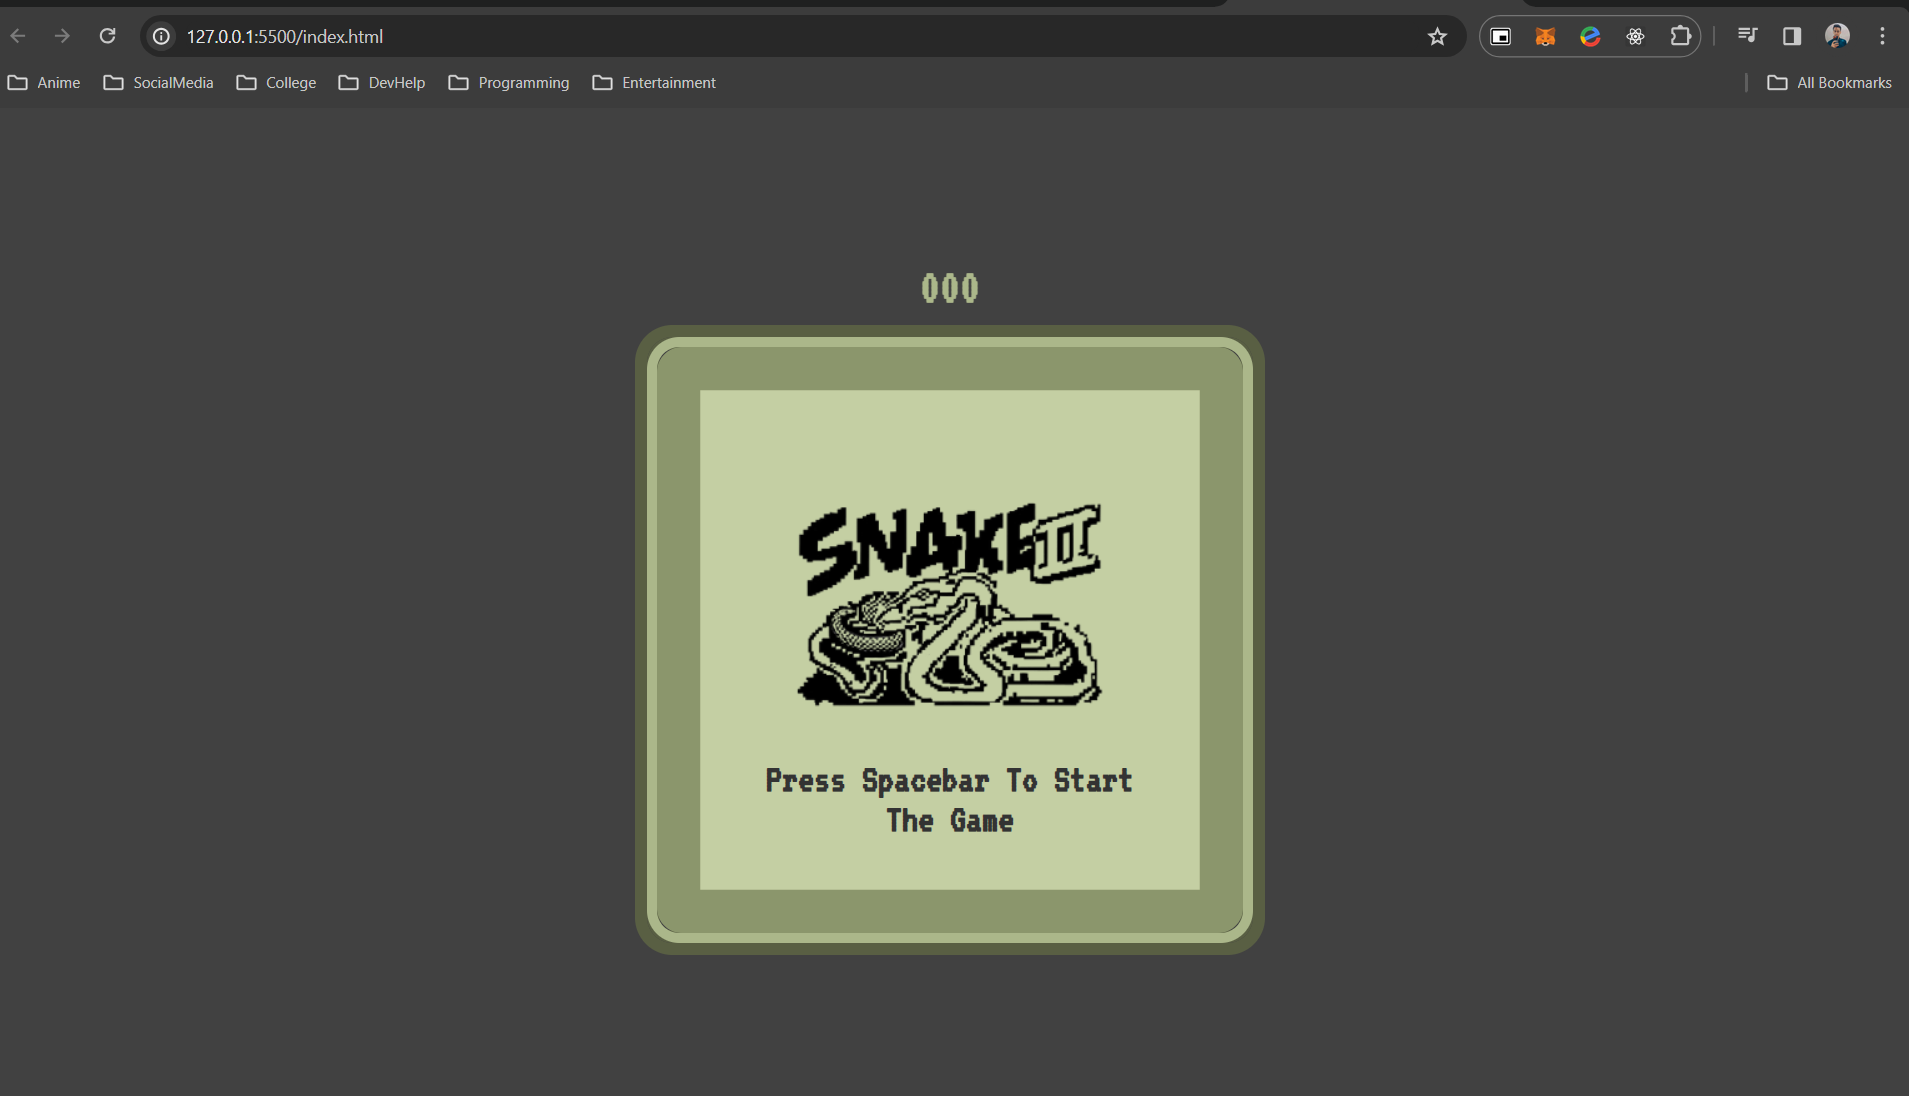 127.0.0.1:5500/index.html
Anime SocialMedia College DevHelp Programming Entertainment All Bookmarks
000
SNAKE II
Press Spacebar To Start
The Game